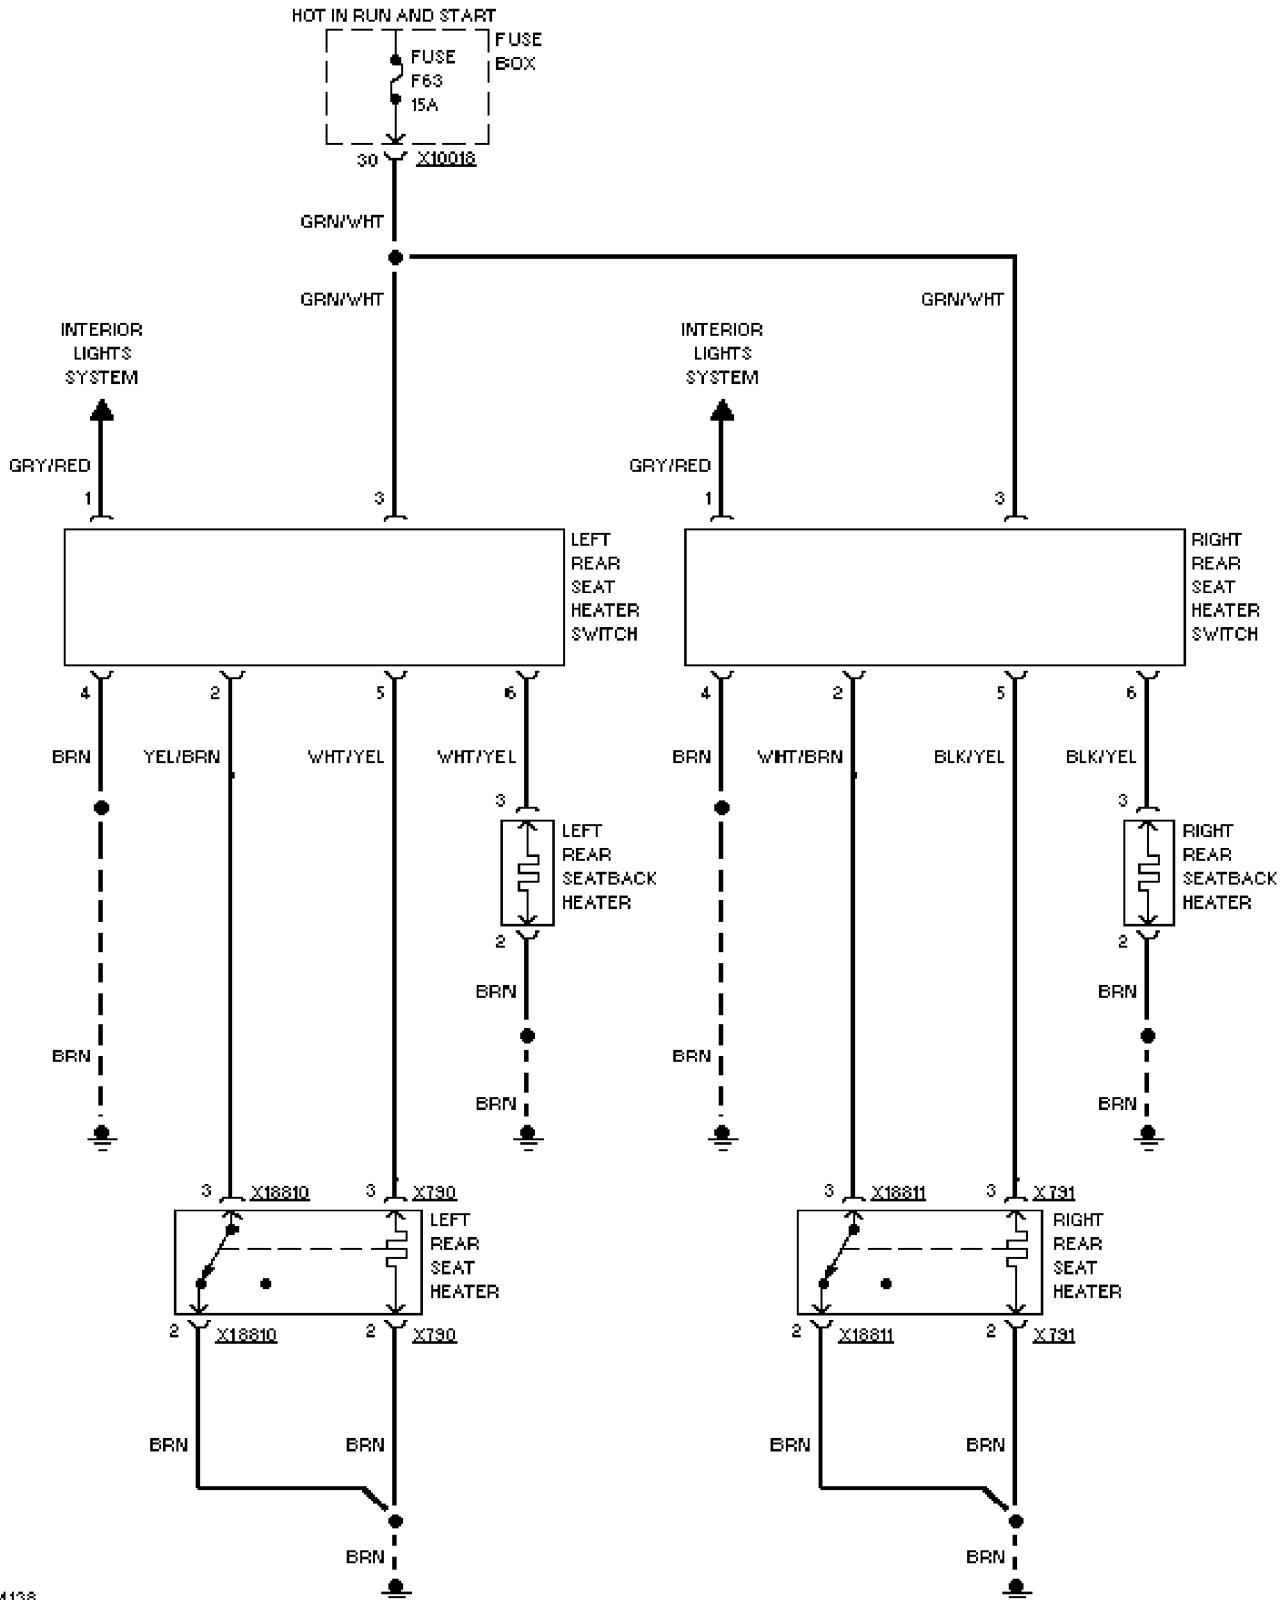 HOT IN RUN AND START
FUSE
F63
15A
FUSE
BOX
30 X10018
GRN/WHT
GRN/WHT
GRN/WHT
INTERIOR
LIGHTS
SYSTEM
INTERIOR
LIGHTS
SYSTEM
GRY/RED
GRY/RED
1
3
1
3
LEFT
REAR
SEAT
HEATER
SWITCH
RIGHT
REAR
SEAT
HEATER
SWITCH
4
2
5
6
4
2
5
6
BRN
YEL/BRN
WHT/YEL
WHT/YEL
BRN
WHT/BRN
BLK/YEL
BLK/YEL
3
3
LEFT
REAR
SEATBACK
HEATER
RIGHT
REAR
SEATBACK
HEATER
2
2
BRN
BRN
BRN
BRN
BRN
BRN
3 X18810
3 X790
3 X18811
3 X791
LEFT
REAR
SEAT
HEATER
RIGHT
REAR
SEAT
HEATER
2 X18810
2 X790
2 X18811
2 X791
BRN
BRN
BRN
BRN
BRN
BRN